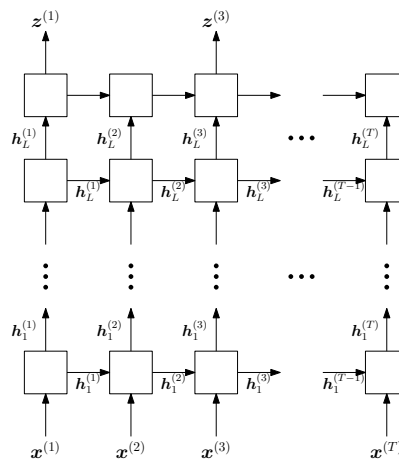 z^(1) z^(3)
h_L^(1) h_L^(2) h_L^(3) ... h_L^(T)
h_L^(1) h_L^(2) h_L^(3) h_L^(T−1)
h_1^(1) h_1^(2) h_1^(3) h_1^(T)
h_1^(1) h_1^(2) h_1^(3) h_1^(T−1)
x^(1) x^(2) x^(3) x^(T)